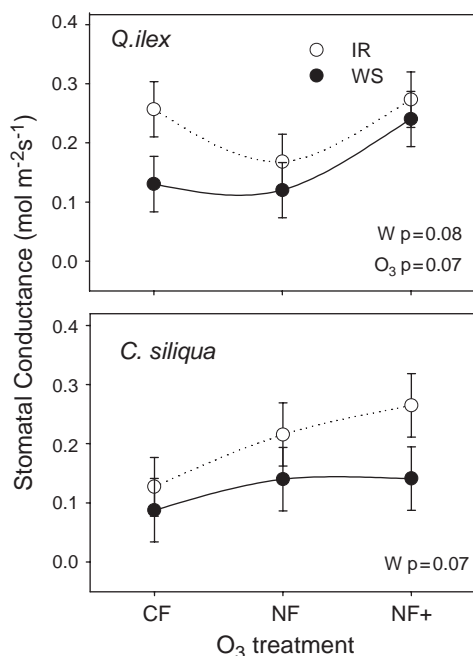 0.4
Q.ilex
IR
WS
0.3
0.2
0.1
W p=0.08
0.0
O3 p=0.07
Stomatal Conductance (mol m-2s-1)
0.4
C. siliqua
0.3
0.2
0.1
0.0
W p=0.07
CF NF NF+
O3 treatment